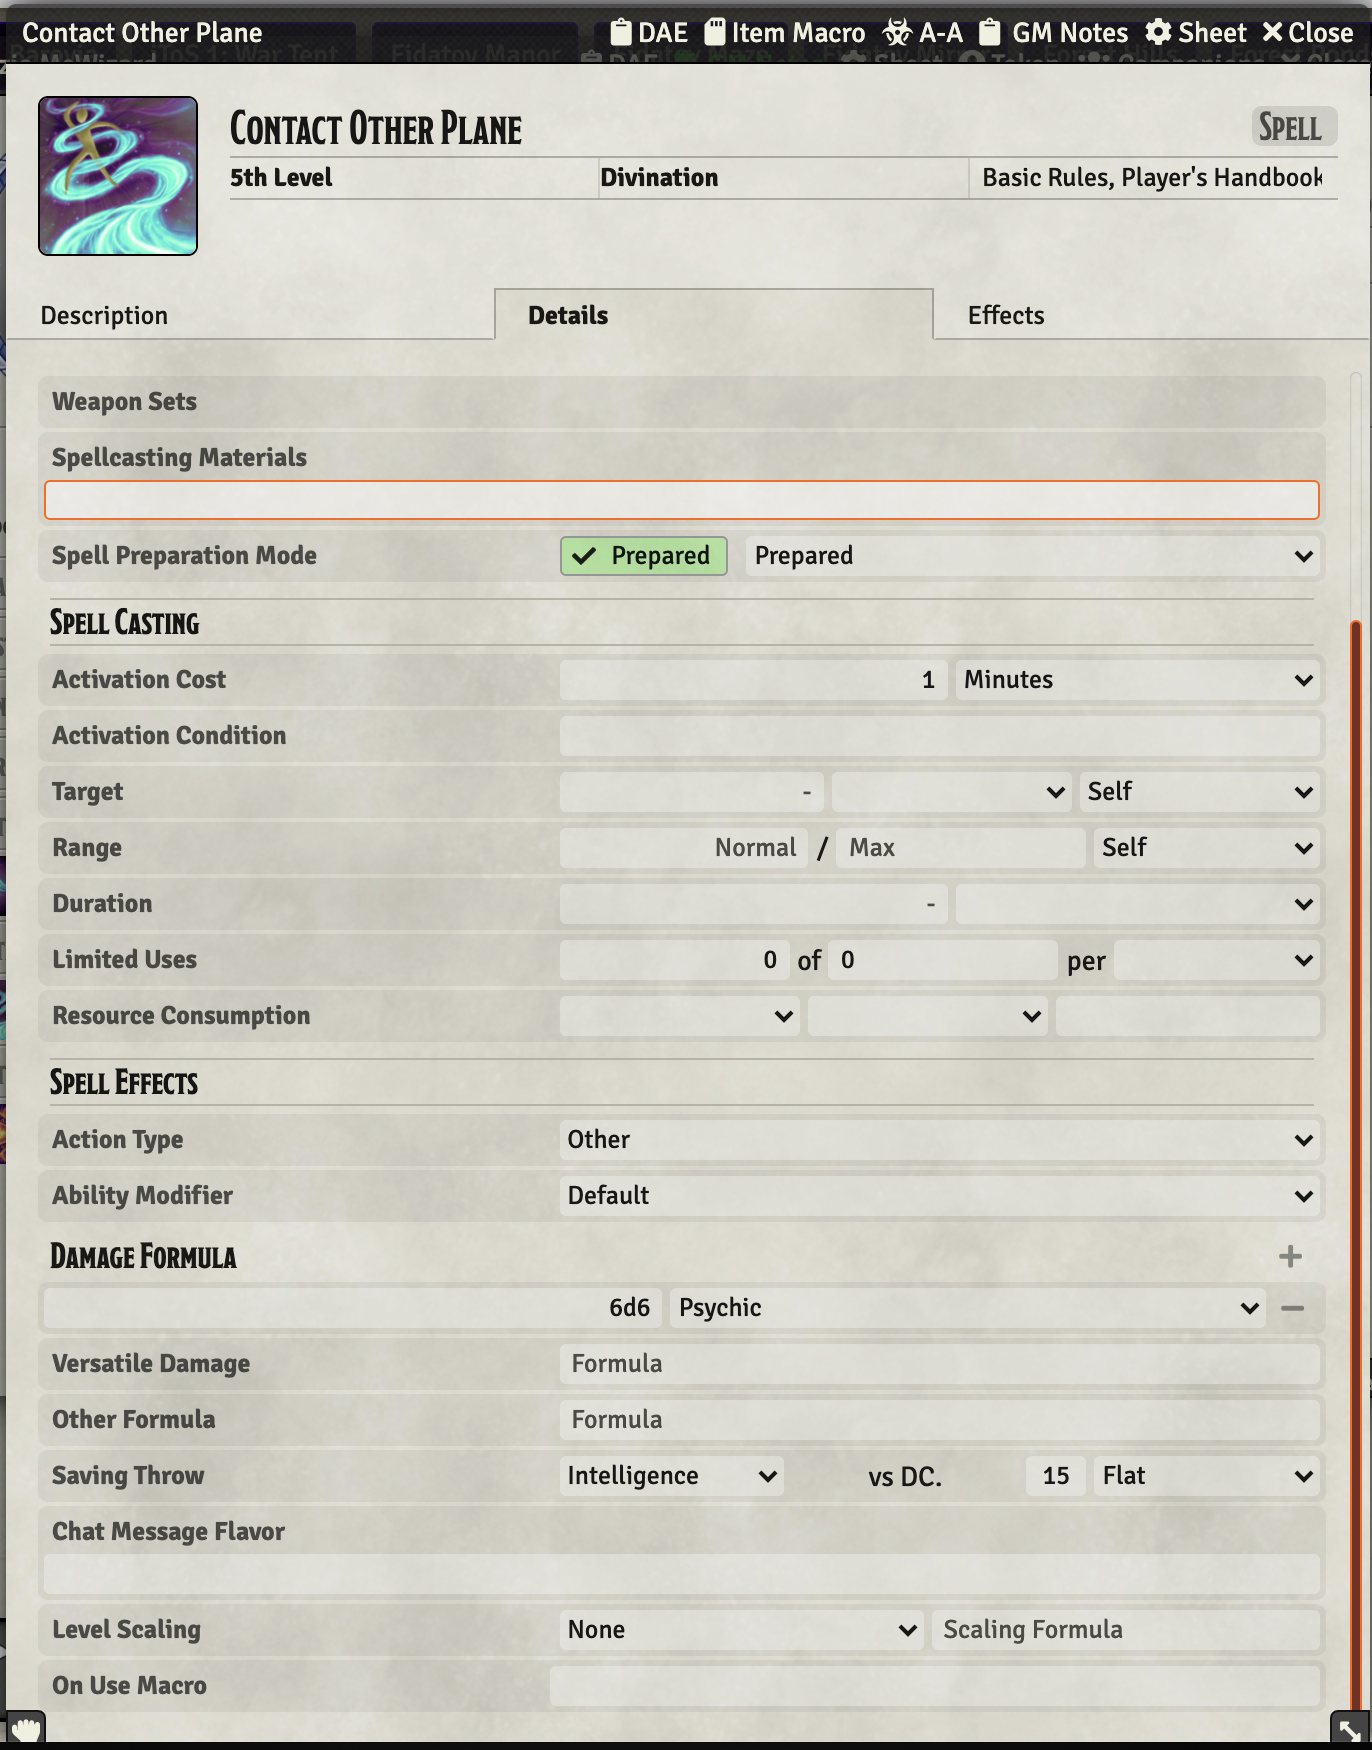 Contact Other Plane DAE Item Macro A-A GM Notes Sheet Close
Contact Other Plane Spell
5th Level Divination Basic Rules, Player's Handbook
Description Details Effects
Weapon Sets
Spellcasting Materials
Spell Preparation Mode Prepared Prepared
Spell Casting
Activation Cost 1 Minutes
Activation Condition
Target - Self
Range Normal / Max Self
Duration -
Limited Uses 0 of 0 per
Resource Consumption
Spell Effects
Action Type Other
Ability Modifier Default
Damage Formula
6d6 Psychic
Versatile Damage Formula
Other Formula Formula
Saving Throw Intelligence vs DC. 15 Flat
Chat Message Flavor
Level Scaling None Scaling Formula
On Use Macro